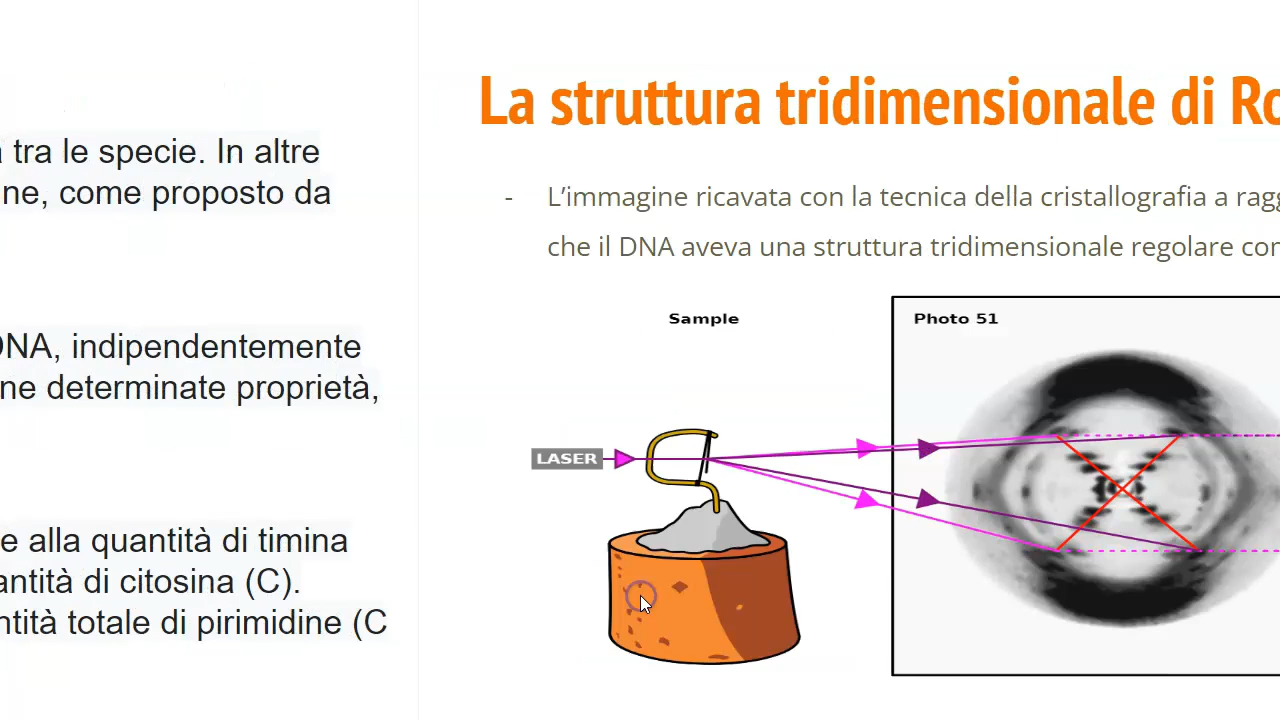 tra le specie. In altre
ne, come proposto da
DNA, indipendentemente
ne determinate proprietà,
e alla quantità di timina
antità di citosina (C).
ntità totale di pirimidine (C
La struttura tridimensionale di Ro
- L’immagine ricavata con la tecnica della cristallografia a ragg
che il DNA aveva una struttura tridimensionale regolare con
Sample
Photo 51
LASER